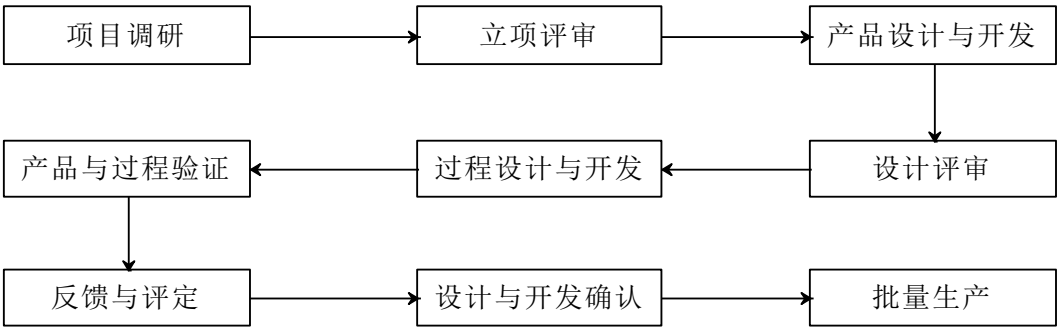 项目调研
立项评审
产品设计与开发
设计评审
过程设计与开发
产品与过程验证
反馈与评定
设计与开发确认
批量生产